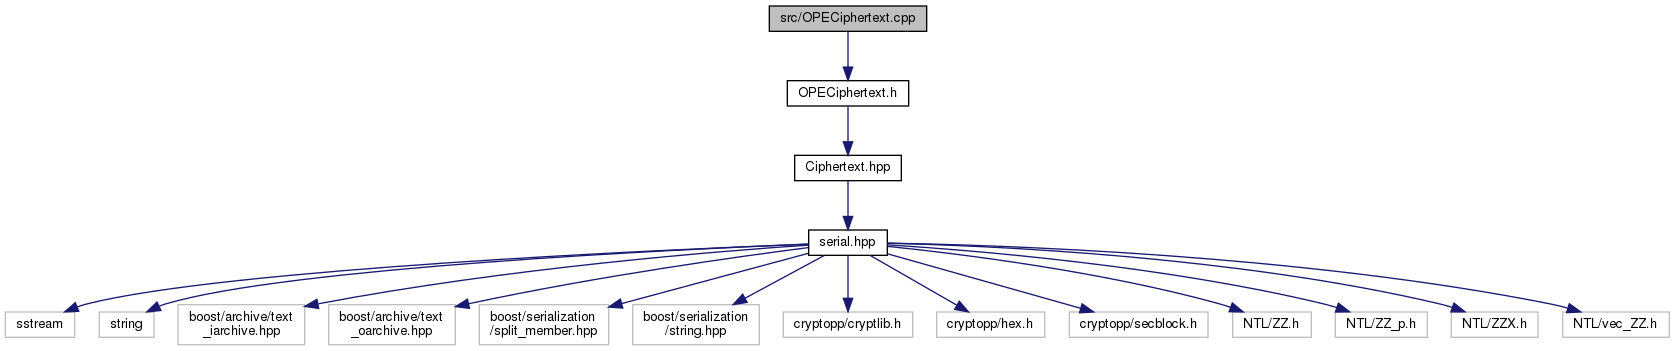 src/OPECiphertext.cpp
OPECiphertext.h
Ciphertext.hpp
serial.hpp
sstream
string
boost/archive/text
_iarchive.hpp
boost/archive/text
_oarchive.hpp
boost/serialization
/split_member.hpp
boost/serialization
/string.hpp
cryptopp/cryptlib.h
cryptopp/hex.h
cryptopp/secblock.h
NTL/ZZ.h
NTL/ZZ_p.h
NTL/ZZX.h
NTL/vec_ZZ.h